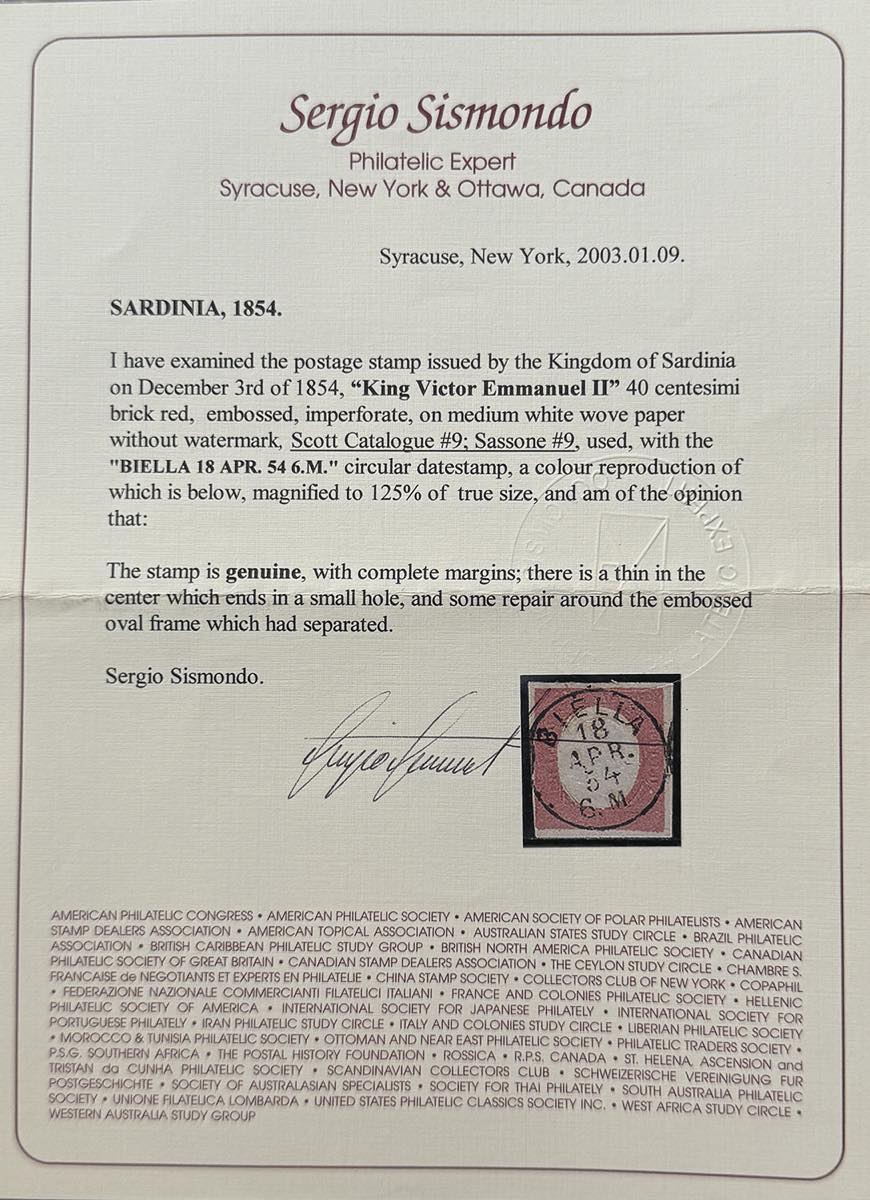 Sergio Sismondo
Philatelic Expert
Syracuse, New York & Ottawa, Canada
Syracuse, New York, 2003.01.09.
SARDINIA, 1854.
I have examined the postage stamp issued by the Kingdom of Sardinia
on December 3rd of 1854, “King Victor Emmanuel II” 40 centesimi
brick red, embossed, imperforate, on medium white wove paper
without watermark, Scott Catalogue #9; Sassone #9, used, with the
"BIELLA 18 APR. 54 6.M." circular datestamp, a colour reproduction of
which is below, magnified to 125% of true size, and am of the opinion
that:
The stamp is genuine, with complete margins; there is a thin in the
center which ends in a small hole, and some repair around the embossed
oval frame which had separated.
Sergio Sismondo.
BIELLA
18
APR.
54
6. M
AMERICAN PHILATELIC CONGRESS • AMERICAN PHILATELIC SOCIETY • AMERICAN SOCIETY OF POLAR PHILATELISTS • AMERICAN
STAMP DEALERS ASSOCIATION • AMERICAN TOPICAL ASSOCIATION • AUSTRALIAN STATES STUDY CIRCLE • BRAZIL PHILATELIC
ASSOCIATION • BRITISH CARIBBEAN PHILATELIC STUDY GROUP • BRITISH NORTH AMERICA PHILATELIC SOCIETY • CANADIAN
PHILATELIC SOCIETY OF GREAT BRITAIN • CANADIAN STAMP DEALERS ASSOCIATION • THE CEYLON STUDY CIRCLE • CHAMBRE S.
FRANCAISE de NEGOTIANTS ET EXPERTS EN PHILATELIE • CHINA STAMP SOCIETY • COLLECTORS CLUB OF NEW YORK • COPAPHIL
• FEDERAZIONE NAZIONALE COMMERCIANTI FILATELICI ITALIANI • FRANCE AND COLONIES PHILATELIC SOCIETY • HELLENIC
PHILATELIC SOCIETY OF AMERICA • INTERNATIONAL SOCIETY FOR JAPANESE PHILATELY • INTERNATIONAL SOCIETY FOR
PORTUGUESE PHILATELY • IRAN PHILATELIC STUDY CIRCLE • ITALY AND COLONIES STUDY CIRCLE • LIBERIAN PHILATELIC SOCIETY
• MOROCCO & TUNISIA PHILATELIC SOCIETY • OTTOMAN AND NEAR EAST PHILATELIC SOCIETY • PHILATELIC TRADERS SOCIETY •
P.S.G. SOUTHERN AFRICA • THE POSTAL HISTORY FOUNDATION • ROSSICA • R.P.S. CANADA • ST. HELENA, ASCENSION and
TRISTAN da CUNHA PHILATELIC SOCIETY • SCANDINAVIAN COLLECTORS CLUB • SCHWEIZERISCHE VEREINIGUNG FUR
POSTGESCHICHTE • SOCIETY OF AUSTRALASIAN SPECIALISTS • SOCIETY FOR THAI PHILATELY • SOUTH AUSTRALIA PHILATELIC
SOCIETY • UNIONE FILATELICA LOMBARDA • UNITED STATES PHILATELIC CLASSICS SOCIETY INC. • WEST AFRICA STUDY CIRCLE •
WESTERN AUSTRALIA STUDY GROUP